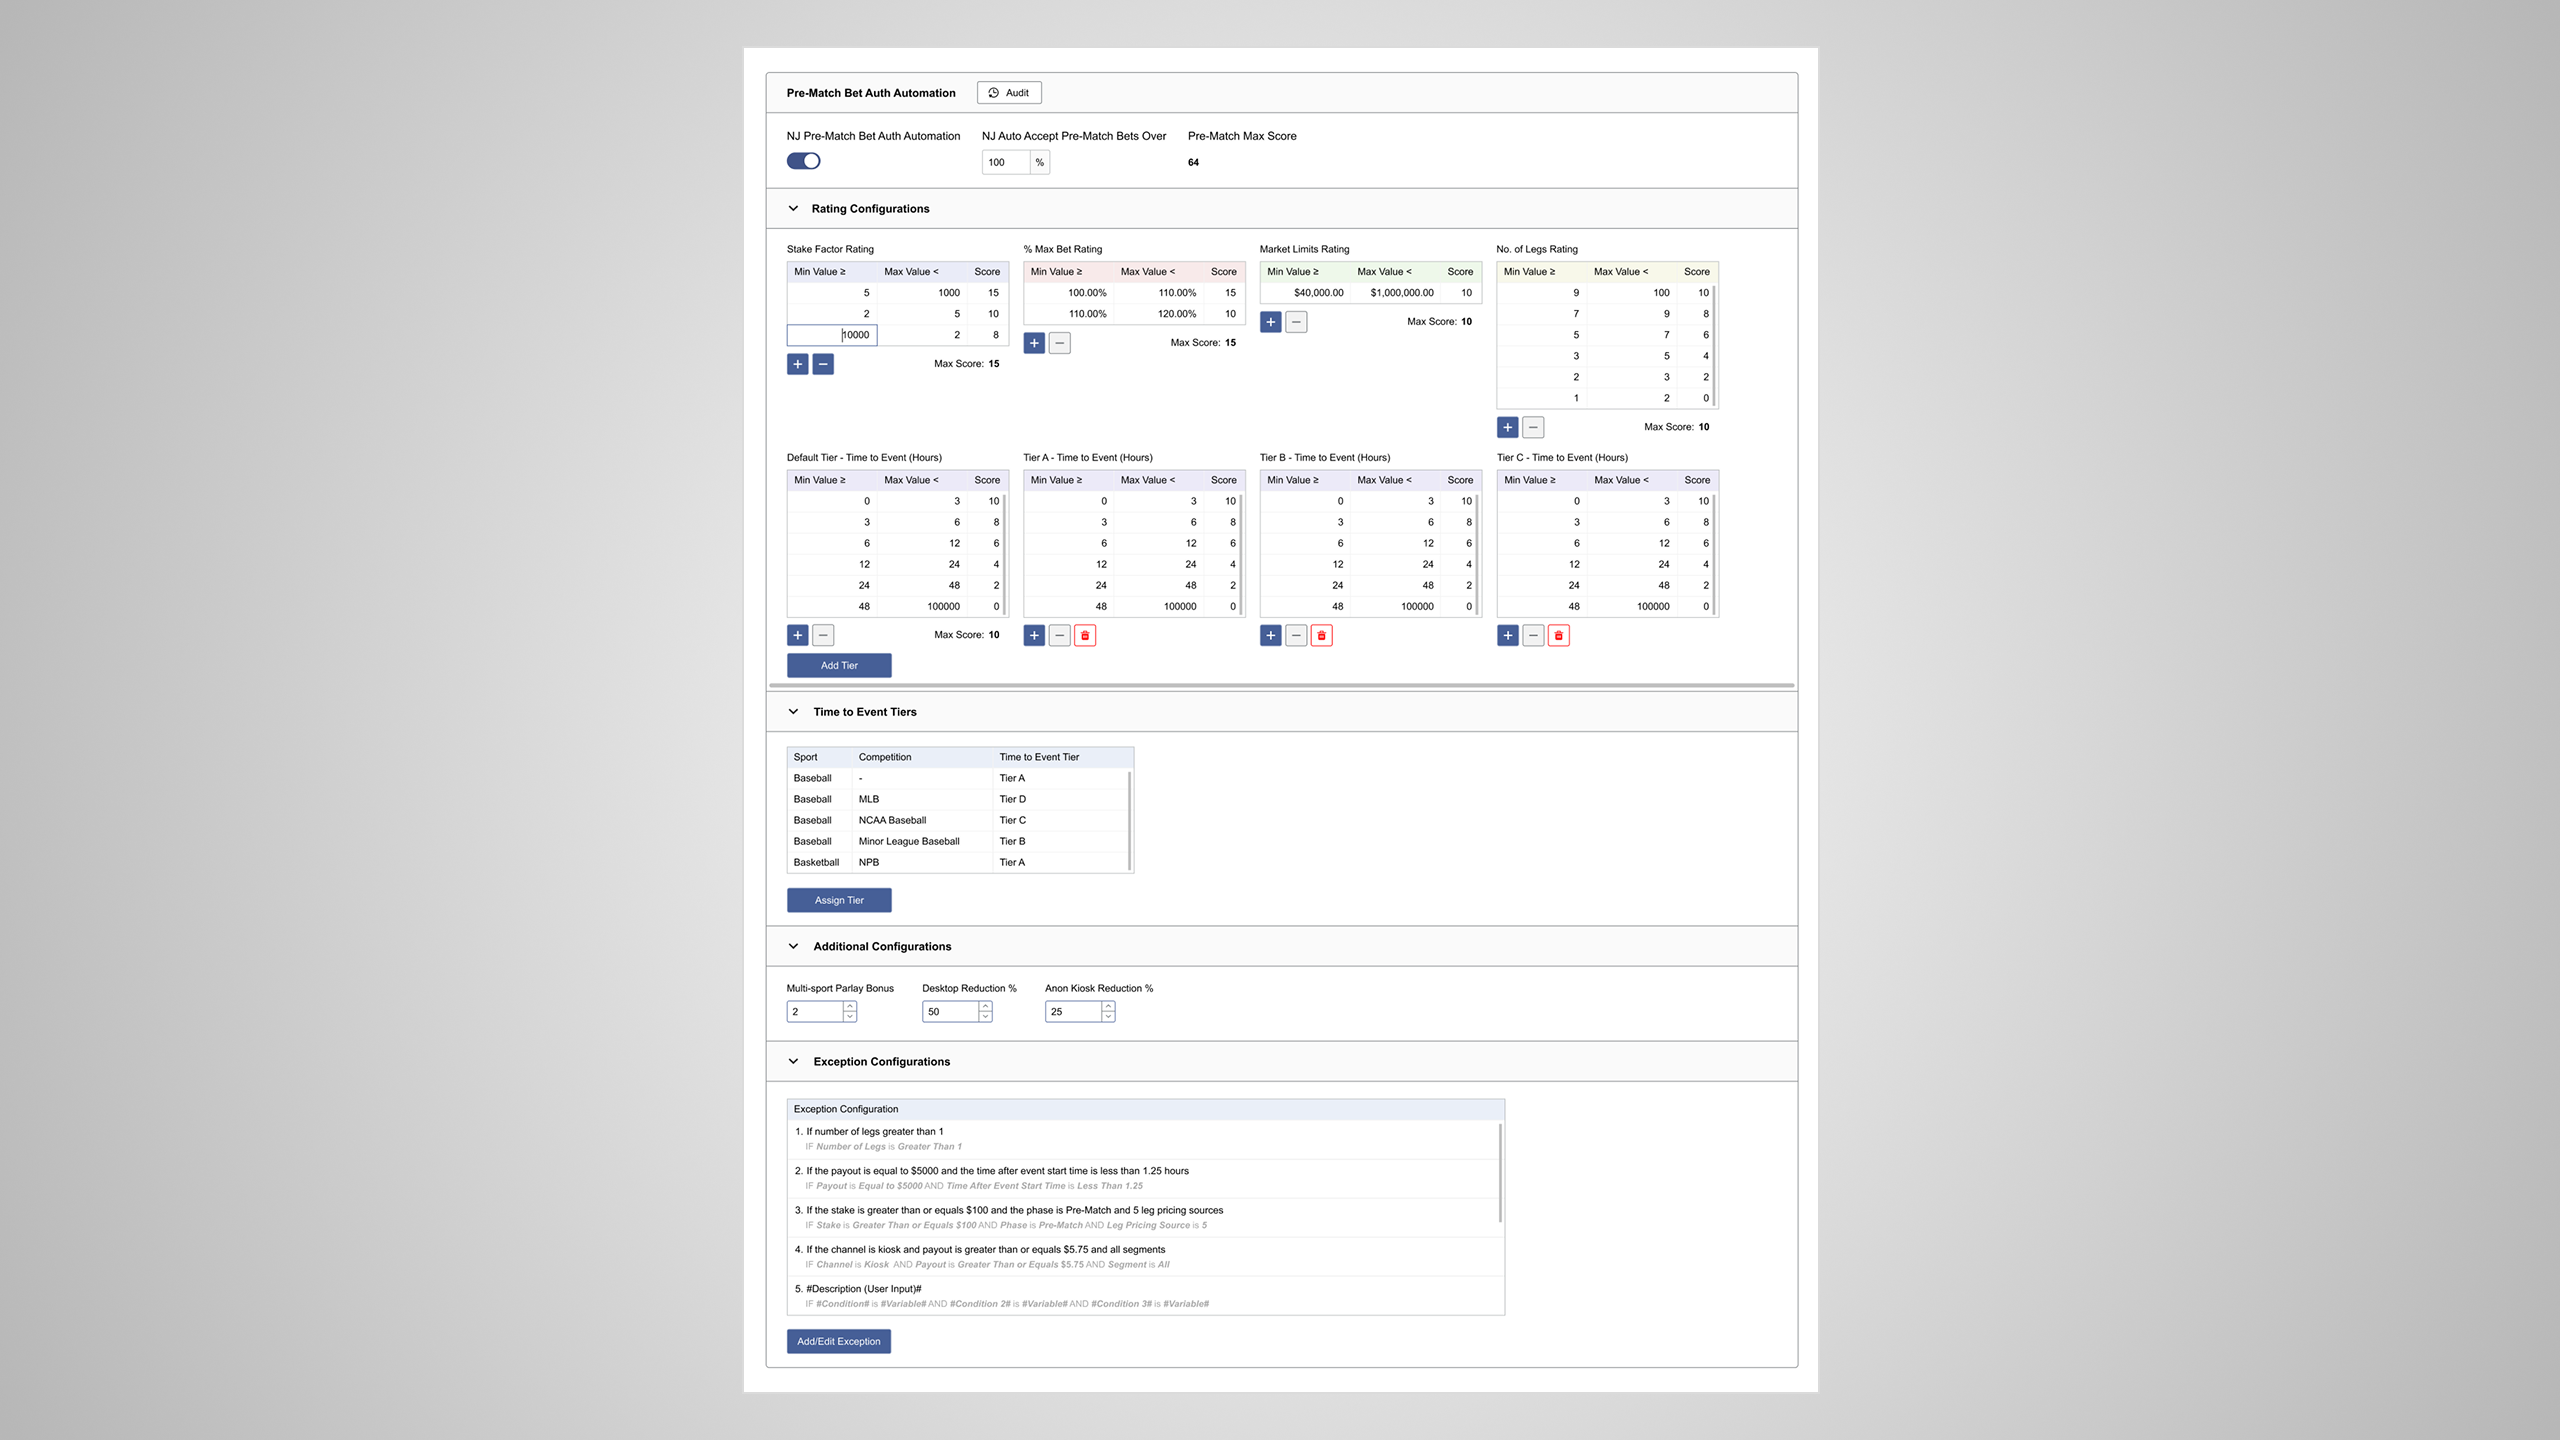 Pre-Match Bet Auth Automation
Audit
NJ Pre-Match Bet Auth Automation
NJ Auto Accept Pre-Match Bets Over
Pre-Match Max Score
100 %
64
Rating Configurations
Stake Factor Rating
Min Value ≥ Max Value < Score
5 1000 15
2 5 10
10000 2 8
Max Score: 15
% Max Bet Rating
Min Value ≥ Max Value < Score
100.00% 110.00% 15
110.00% 120.00% 10
Max Score: 15
Market Limits Rating
Min Value ≥ Max Value < Score
$40,000.00 $1,000,000.00 10
Max Score: 10
No. of Legs Rating
Min Value ≥ Max Value < Score
9 100 10
7 9 8
5 7 6
3 5 4
2 3 2
1 2 0
Max Score: 10
Default Tier - Time to Event (Hours)
Min Value ≥ Max Value < Score
0 3 10
3 6 8
6 12 6
12 24 4
24 48 2
48 100000 0
Max Score: 10
Tier A - Time to Event (Hours)
Min Value ≥ Max Value < Score
0 3 10
3 6 8
6 12 6
12 24 4
24 48 2
48 100000 0
Tier B - Time to Event (Hours)
Min Value ≥ Max Value < Score
0 3 10
3 6 8
6 12 6
12 24 4
24 48 2
48 100000 0
Tier C - Time to Event (Hours)
Min Value ≥ Max Value < Score
0 3 10
3 6 8
6 12 6
12 24 4
24 48 2
48 100000 0
Add Tier
Time to Event Tiers
Sport Competition Time to Event Tier
Baseball - Tier A
Baseball MLB Tier D
Baseball NCAA Baseball Tier C
Baseball Minor League Baseball Tier B
Basketball NPB Tier A
Assign Tier
Additional Configurations
Multi-sport Parlay Bonus
Desktop Reduction %
Anon Kiosk Reduction %
2
50
25
Exception Configurations
Exception Configuration
1. If number of legs greater than 1
IF Number of Legs is Greater Than 1
2. If the payout is equal to $5000 and the time after event start time is less than 1.25 hours
IF Payout is Equal to $5000 AND Time After Event Start Time is Less Than 1.25
3. If the stake is greater than or equals $100 and the phase is Pre-Match and 5 leg pricing sources
IF Stake is Greater Than or Equals $100 AND Phase is Pre-Match AND Leg Pricing Source is 5
4. If the channel is kiosk and payout is greater than or equals $5.75 and all segments
IF Channel is Kiosk AND Payout is Greater Than or Equals $5.75 AND Segment is All
5. #Description (User Input)#
IF #Condition# is #Variable# AND #Condition 2# is #Variable# AND #Condition 3# is #Variable#
Add/Edit Exception